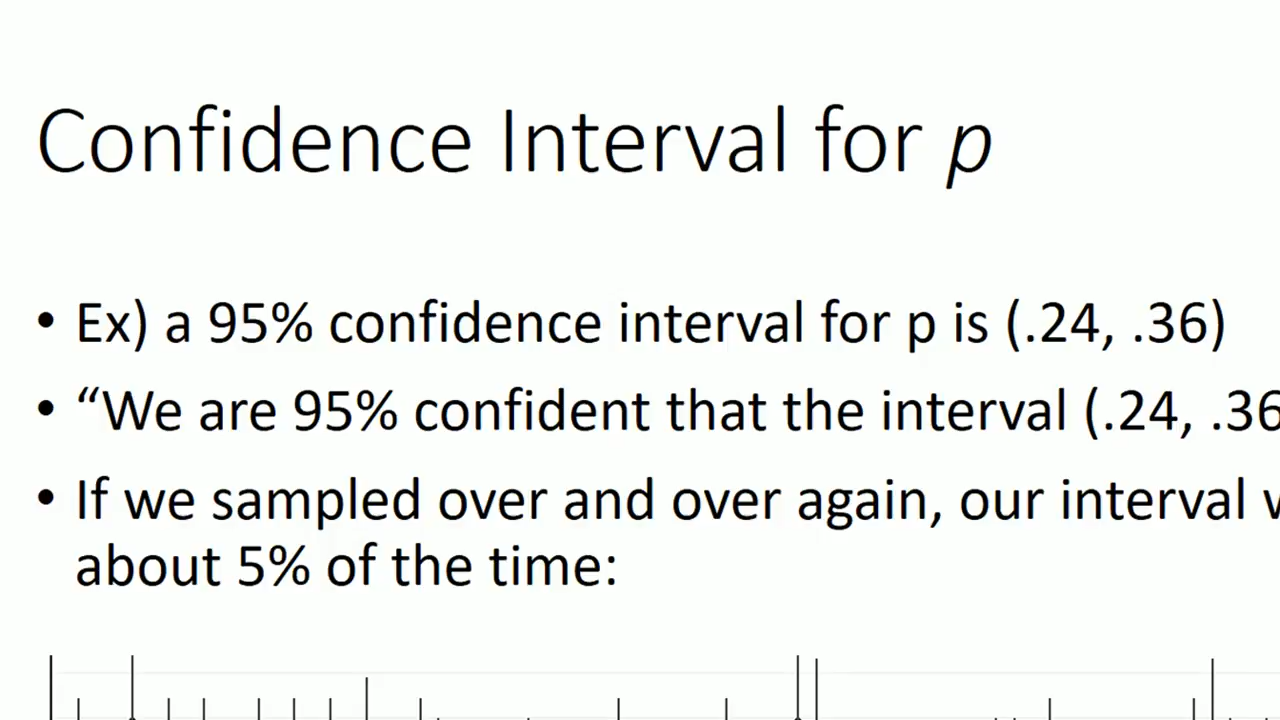 Confidence Interval for p
• Ex) a 95% confidence interval for p is (.24, .36)
• “We are 95% confident that the interval (.24, .36
• If we sampled over and over again, our interval
about 5% of the time: